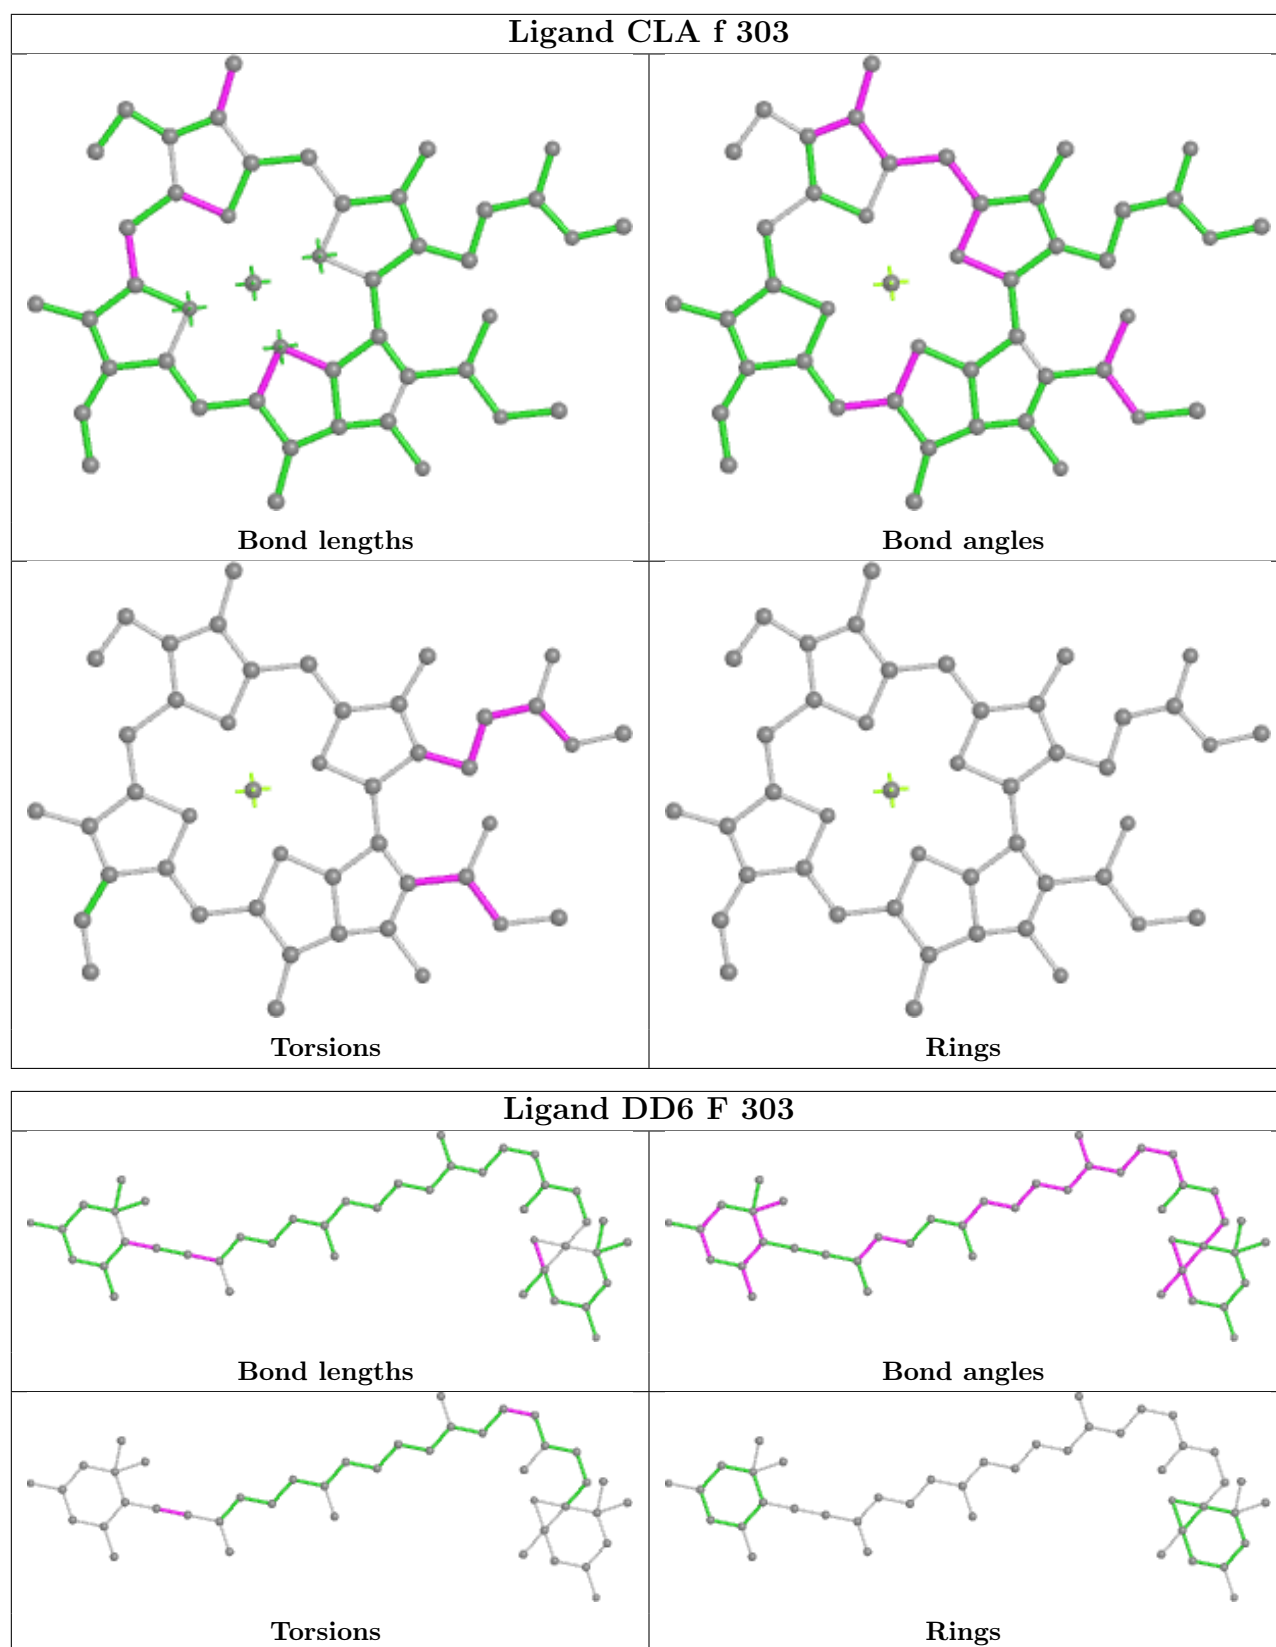 Ligand CLA f 303
Bond lengths
Bond angles
Torsions
Rings
Ligand DD6 F 303
Bond lengths
Bond angles
Torsions
Rings